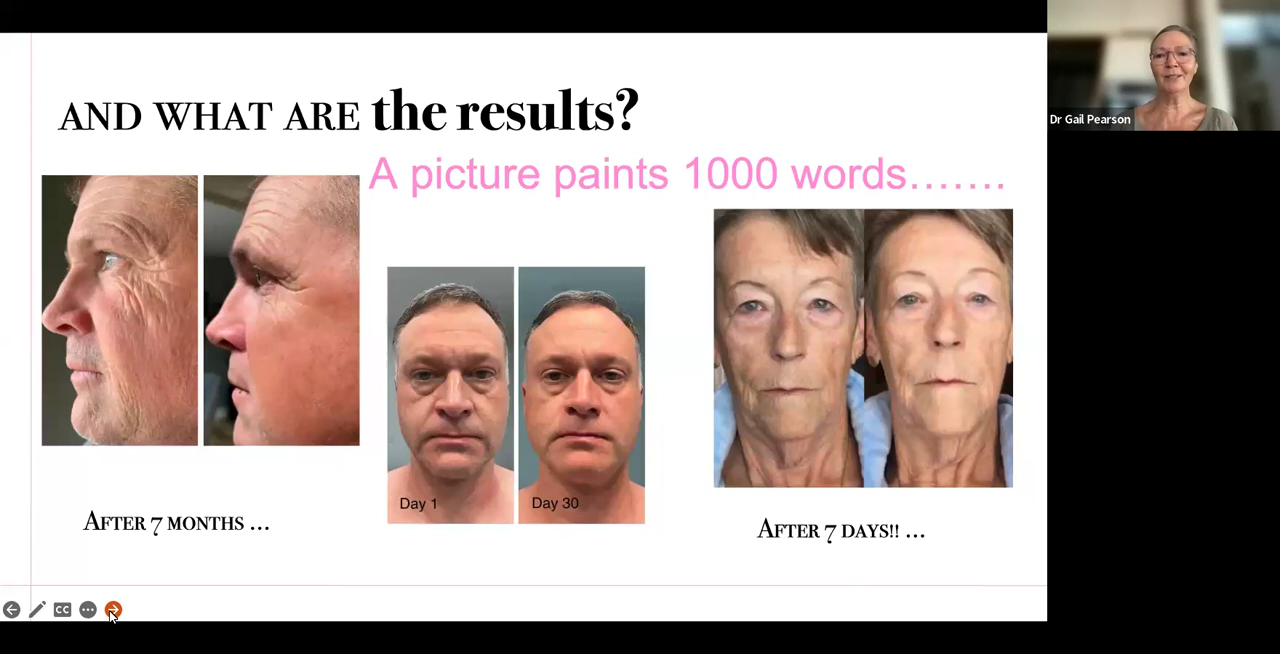 AND WHAT ARE the results?
A picture paints 1000 words.......
Dr Gail Pearson
Day 1
Day 30
AFTER 7 MONTHS ...
AFTER 7 DAYS!! ...
CC